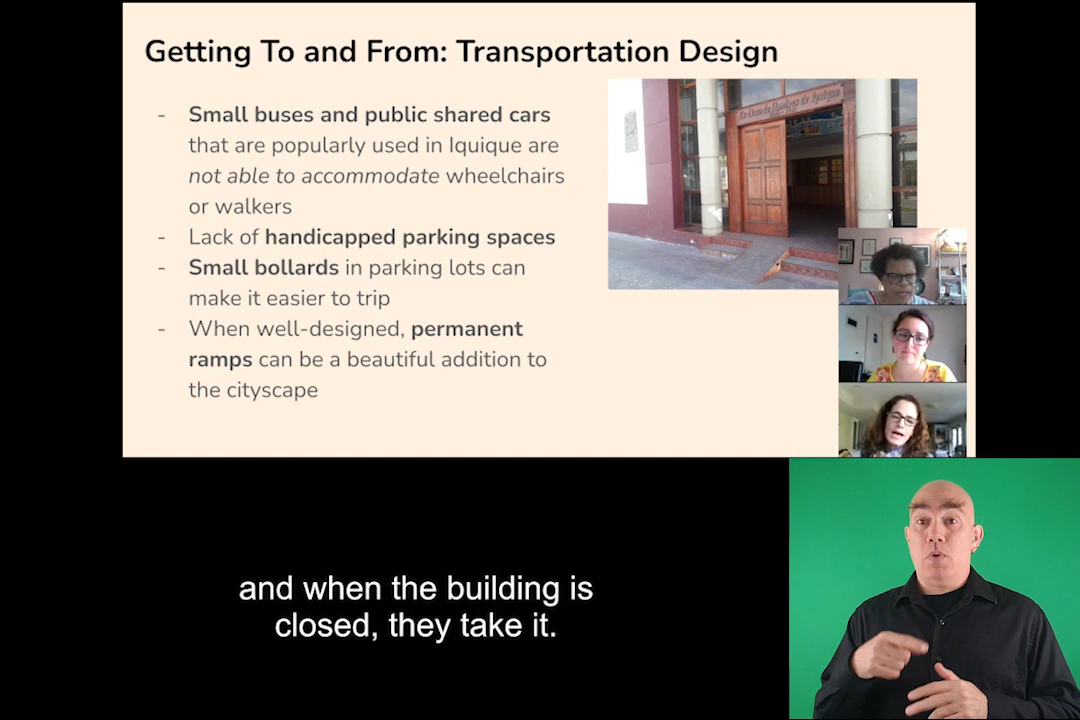 Getting To and From: Transportation Design
- Small buses and public shared cars
that are popularly used in Iquique are
not able to accommodate wheelchairs
or walkers
- Lack of handicapped parking spaces
- Small bollards in parking lots can
make it easier to trip
- When well-designed, permanent
ramps can be a beautiful addition to
the cityscape
de Iquique
and when the building is
closed, they take it.